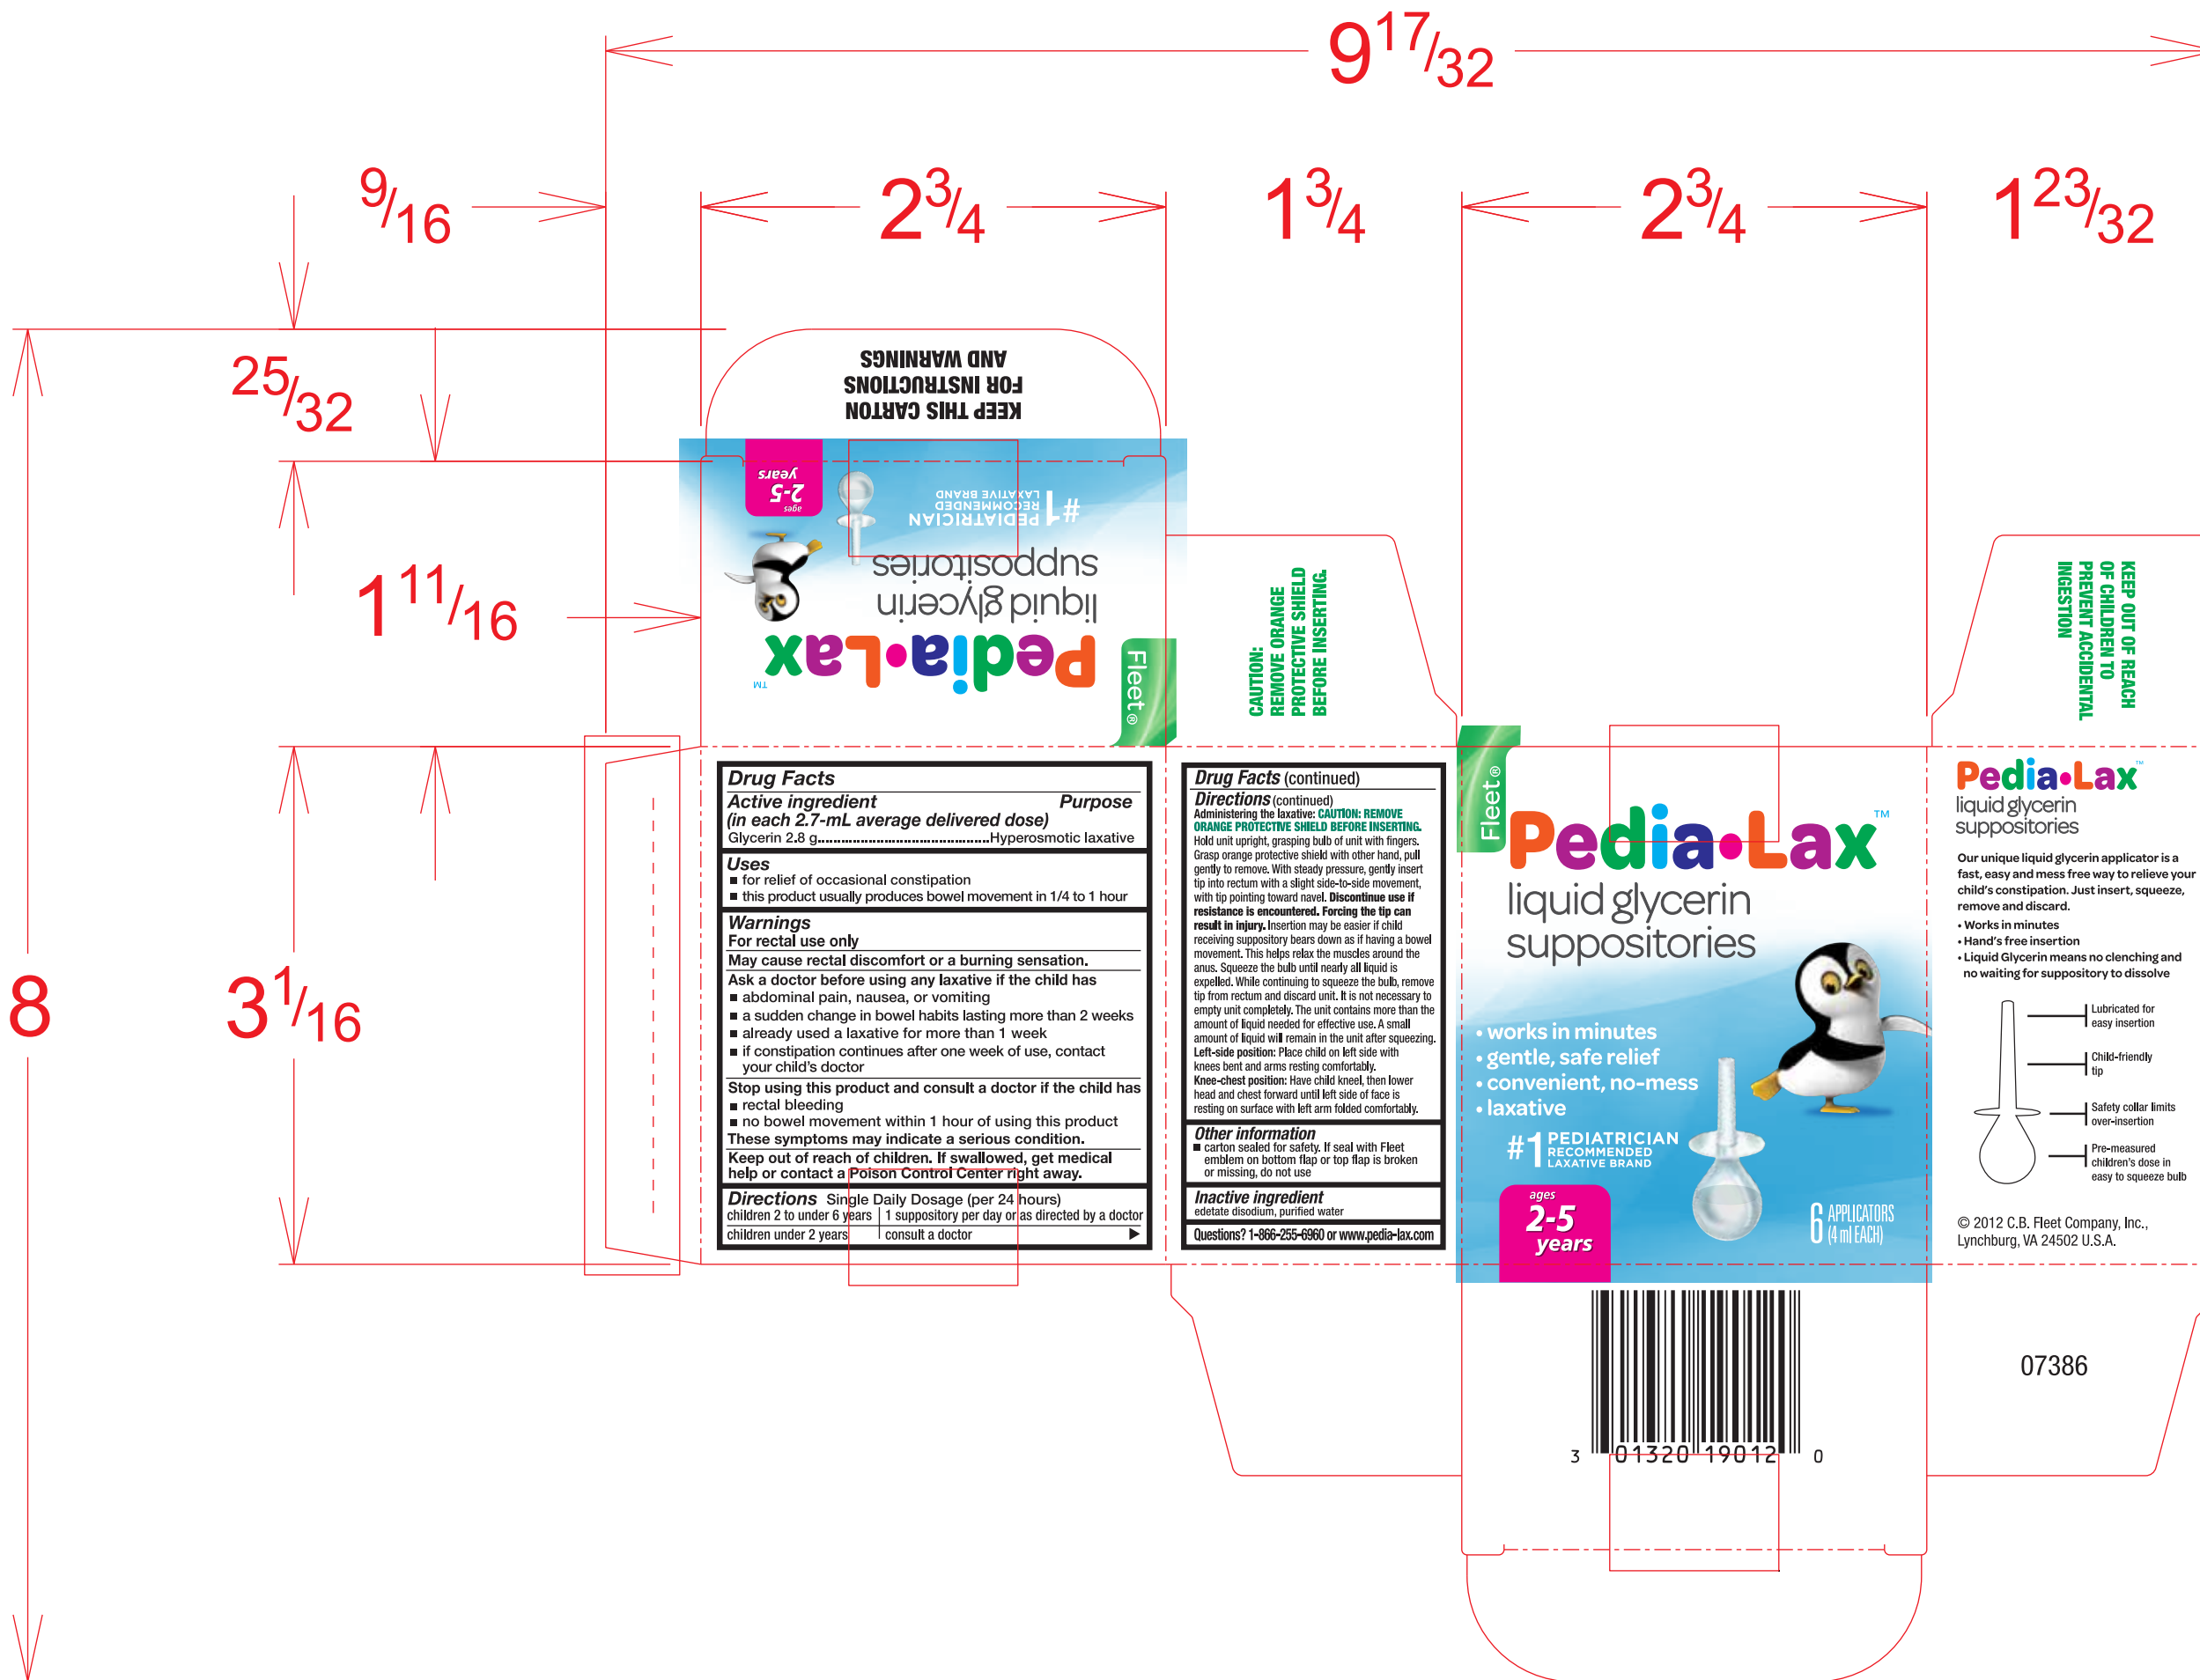 9 17/32
9/16
2 3/4
1 3/4
2 3/4
1 23/32
25/32
1 11/16
8
3 1/16
KEEP THIS CARTON
FOR INSTRUCTIONS
AND WARNINGS
Fleet®
Pedia•Lax™
liquid glycerin
suppositories
#1 PEDIATRICIAN
RECOMMENDED
LAXATIVE BRAND
ages
2-5
years
CAUTION:
REMOVE ORANGE
PROTECTIVE SHIELD
BEFORE INSERTING.
KEEP OUT OF REACH
OF CHILDREN TO
PREVENT ACCIDENTAL
INGESTION
Drug Facts
Active ingredient Purpose
(in each 2.7-mL average delivered dose)
Glycerin 2.8 g..........................................Hyperosmotic laxative
Uses
■ for relief of occasional constipation
■ this product usually produces bowel movement in 1/4 to 1 hour
Warnings
For rectal use only
May cause rectal discomfort or a burning sensation.
Ask a doctor before using any laxative if the child has
■ abdominal pain, nausea, or vomiting
■ a sudden change in bowel habits lasting more than 2 weeks
■ already used a laxative for more than 1 week
■ if constipation continues after one week of use, contact
your child's doctor
Stop using this product and consult a doctor if the child has
■ rectal bleeding
■ no bowel movement within 1 hour of using this product
These symptoms may indicate a serious condition.
Keep out of reach of children. If swallowed, get medical
help or contact a Poison Control Center right away.
Directions Single Daily Dosage (per 24 hours)
children 2 to under 6 years 1 suppository per day or as directed by a doctor
children under 2 years consult a doctor ▶
Drug Facts (continued)
Directions (continued)
Administering the laxative: CAUTION: REMOVE
ORANGE PROTECTIVE SHIELD BEFORE INSERTING.
Hold unit upright, grasping bulb of unit with fingers.
Grasp orange protective shield with other hand, pull
gently to remove. With steady pressure, gently insert
tip into rectum with a slight side-to-side movement,
with tip pointing toward navel. Discontinue use if
resistance is encountered. Forcing the tip can
result in injury. Insertion may be easier if child
receiving suppository bears down as if having a bowel
movement. This helps relax the muscles around the
anus. Squeeze the bulb until nearly all liquid is
expelled. While continuing to squeeze the bulb, remove
tip from rectum and discard unit. It is not necessary to
empty unit completely. The unit contains more than the
amount of liquid needed for effective use. A small
amount of liquid will remain in the unit after squeezing.
Left-side position: Place child on left side with
knees bent and arms resting comfortably.
Knee-chest position: Have child kneel, then lower
head and chest forward until left side of face is
resting on surface with left arm folded comfortably.
Other information
■ carton sealed for safety. If seal with Fleet
emblem on bottom flap or top flap is broken
or missing, do not use
Inactive ingredient
edetate disodium, purified water
Questions? 1-866-255-6960 or www.pedia-lax.com
Fleet®
Pedia•Lax™
liquid glycerin
suppositories
• works in minutes
• gentle, safe relief
• convenient, no-mess
• laxative
#1 PEDIATRICIAN
RECOMMENDED
LAXATIVE BRAND
ages
2-5
years
6 APPLICATORS
(4 ml EACH)
3 01320 19012 0
Pedia•Lax™
liquid glycerin
suppositories
Our unique liquid glycerin applicator is a
fast, easy and mess free way to relieve your
child's constipation. Just insert, squeeze,
remove and discard.
• Works in minutes
• Hand's free insertion
• Liquid Glycerin means no clenching and
no waiting for suppository to dissolve
Lubricated for
easy insertion
Child-friendly
tip
Safety collar limits
over-insertion
Pre-measured
children's dose in
easy to squeeze bulb
© 2012 C.B. Fleet Company, Inc.,
Lynchburg, VA 24502 U.S.A.
07386